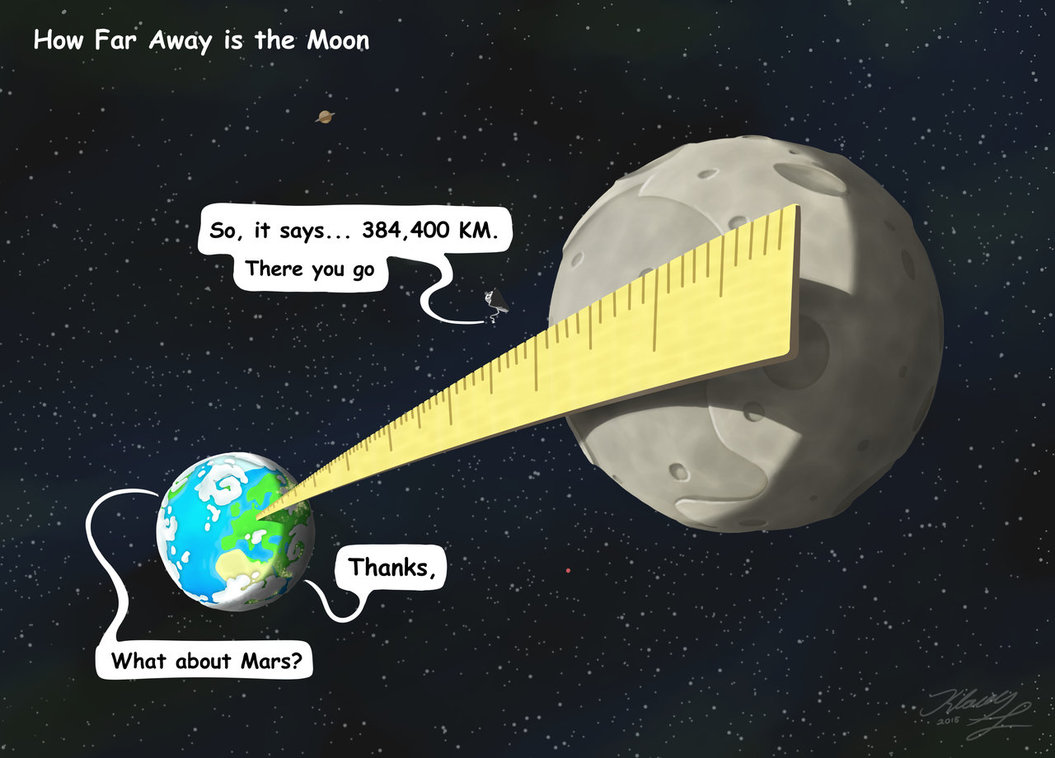 How Far Away is the Moon
So, it says... 384,400 KM.
There you go
Thanks,
What about Mars?
2015